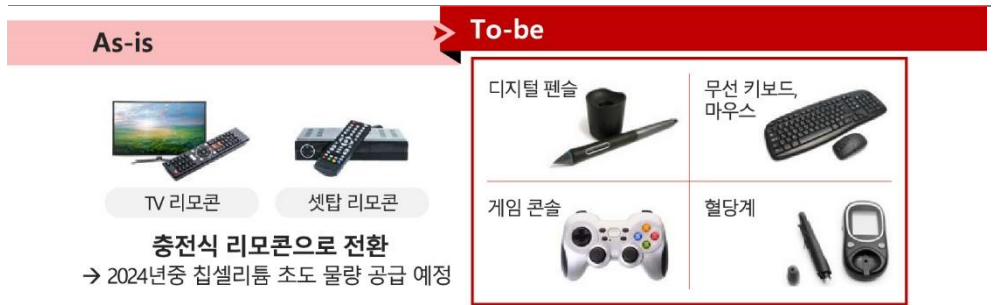 As-is
To-be
TV 리모콘
셋탑 리모콘
충전식 리모콘으로 전환
→ 2024년중 칩셀리튬 초도 물량 공급 예정
디지털 펜슬
무선 키보드,
마우스
게임 콘솔
혈당계